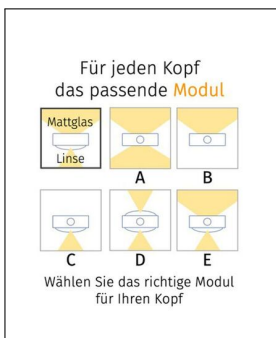 Für jeden Kopf
das passende Modul
Mattglas
Linse
A
B
C
D
E
Wählen Sie das richtige Modul
für Ihren Kopf